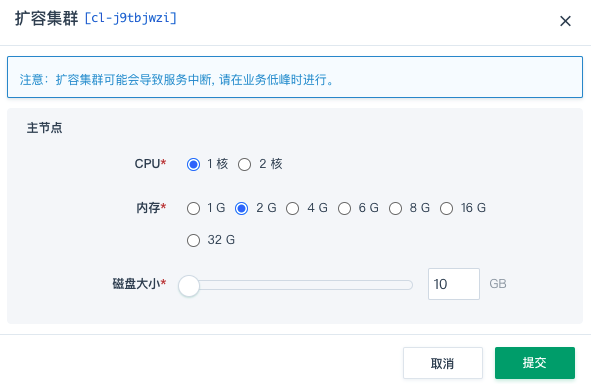 扩容集群 [cl-j9tbjwzi]
注意：扩容集群可能会导致服务中断, 请在业务低峰时进行。
主节点
CPU* 1 核 2 核
内存* 1 G 2 G 4 G 6 G 8 G 16 G
32 G
磁盘大小* 10 GB
取消 提交